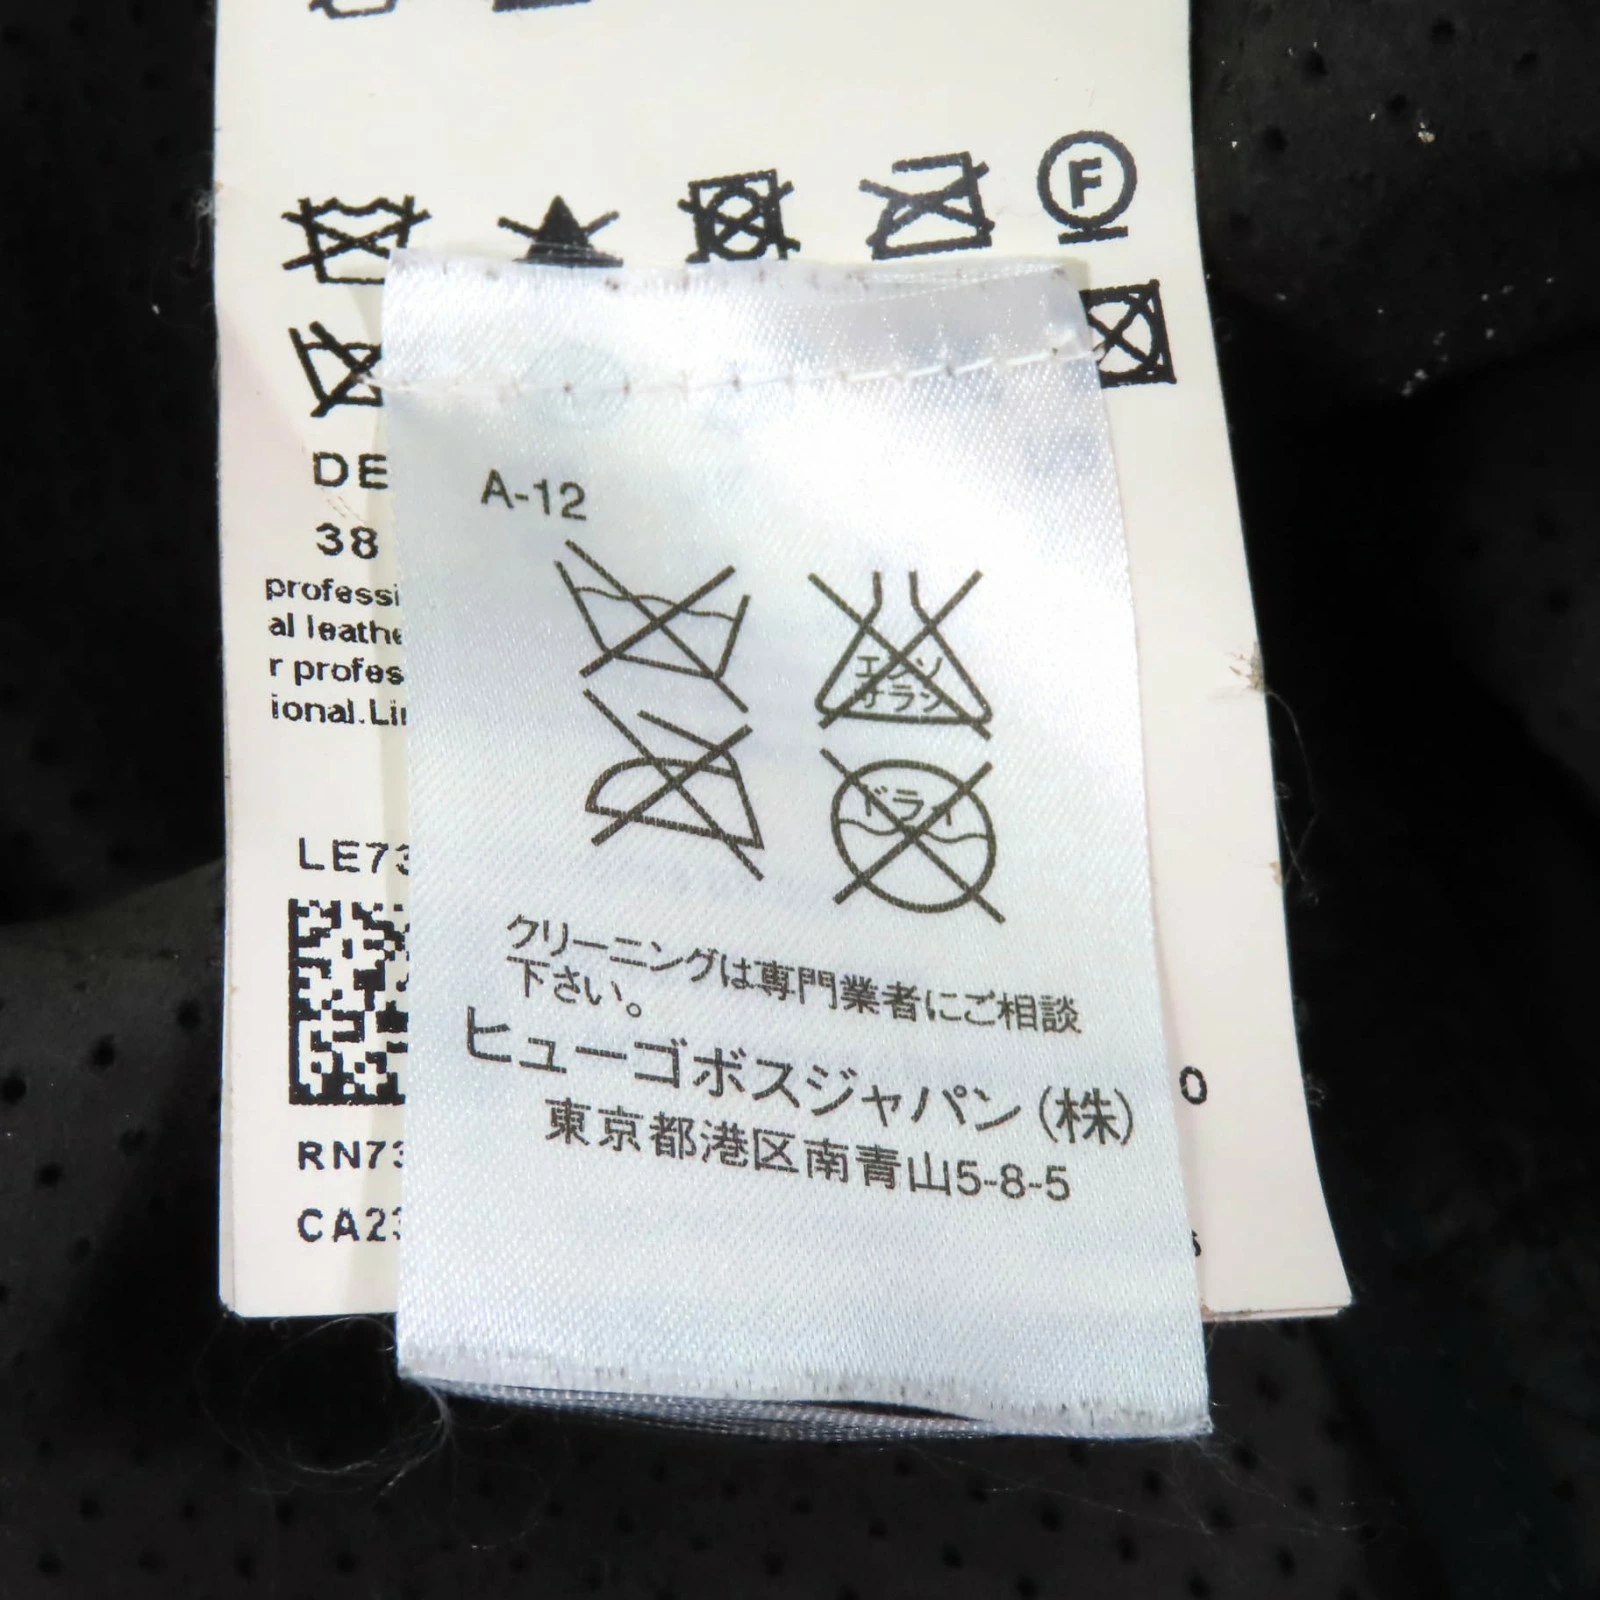 F
DE
38
professi
al leathe
r profes
ional.Li
LE73
RN73
CA23
0
A-12
エンソ
サラシ
ドライ
クリーニングは専門業者にご相談
下さい。
ヒューゴボスジャパン(株)
東京都港区南青山5-8-5